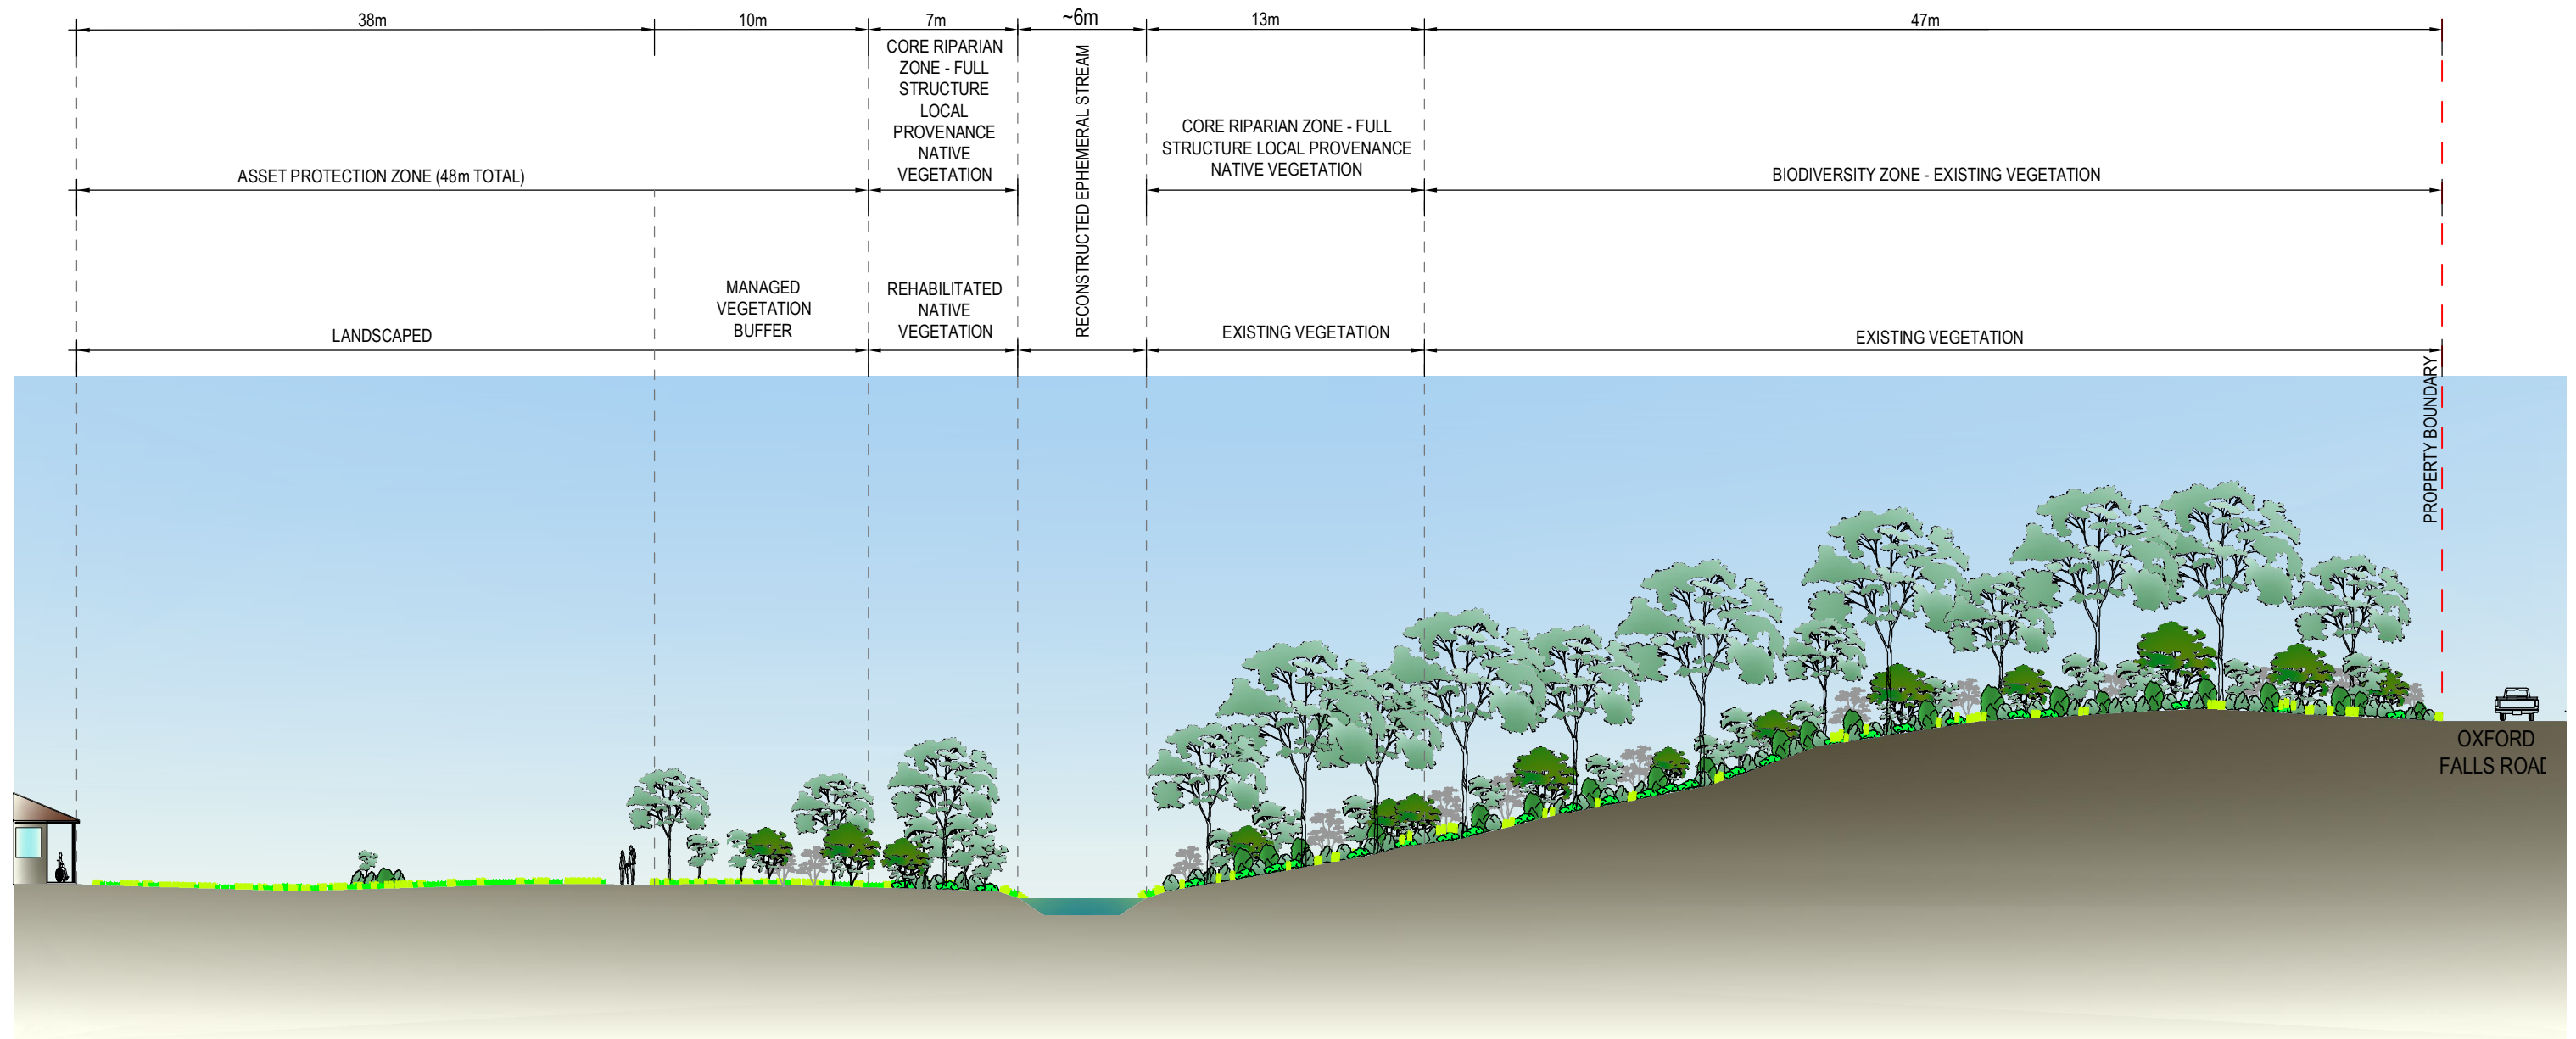 38m
10m
7m
~6m
13m
47m
CORE RIPARIAN
ZONE - FULL
STRUCTURE
LOCAL
PROVENANCE
NATIVE
VEGETATION
RECONSTRUCTED EPHEMERAL STREAM
CORE RIPARIAN ZONE - FULL
STRUCTURE LOCAL PROVENANCE
NATIVE VEGETATION
ASSET PROTECTION ZONE (48m TOTAL)
BIODIVERSITY ZONE - EXISTING VEGETATION
LANDSCAPED
MANAGED
VEGETATION
BUFFER
REHABILITATED
NATIVE
VEGETATION
EXISTING VEGETATION
EXISTING VEGETATION
PROPERTY BOUNDARY
OXFORD
FALLS ROAD